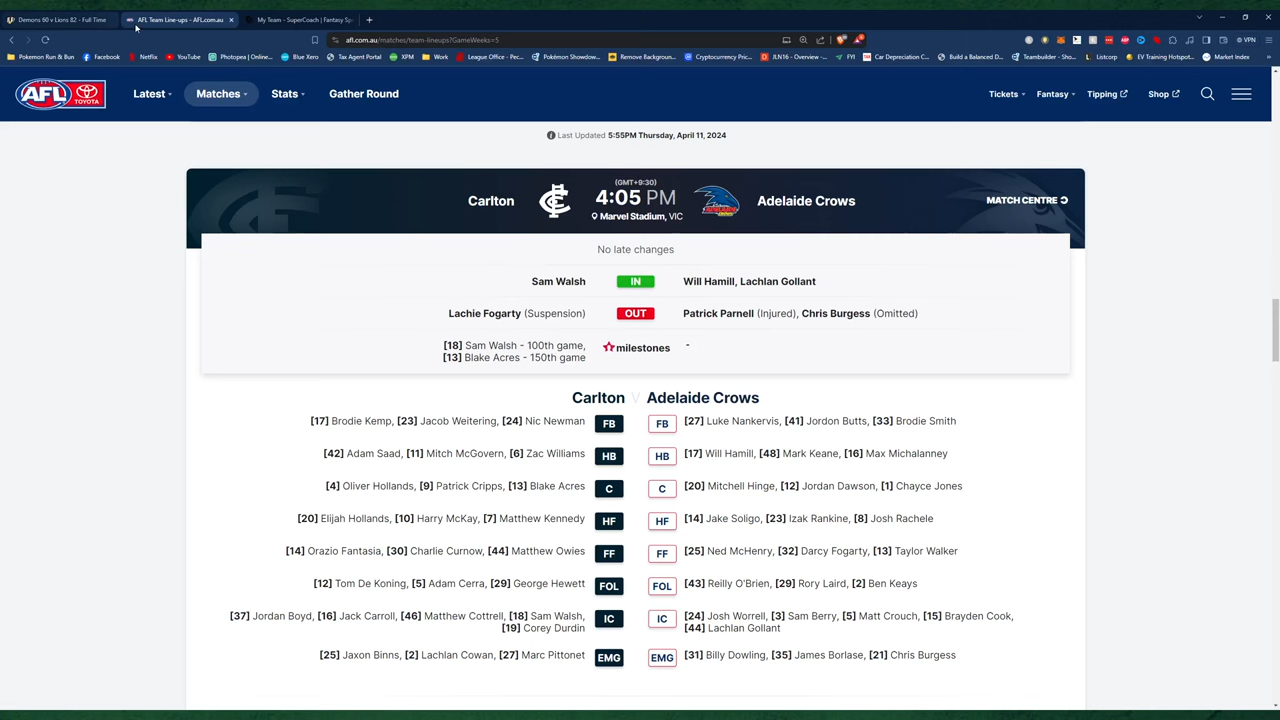 Demons 60 v Lions 82 - Full Time
AFL Team Line-ups - AFL.com.au
My Team - SuperCoach | Fantasy Sp
afl.com.au/matches/team-lineups?GameWeeks=5
VPN
Pokemon Run & Bun
Facebook
Netflix
YouTube
Photopea | Online...
Blue Xero
Tax Agent Portal
XPM
Work
League Office - Pec...
Pokémon Showdow...
Remove Backgroun...
Cryptocurrency Pric...
JLN16 - Overview -...
FYI
Car Depreciation C...
Build a Balanced D...
Teambuilder - Sho...
Listcorp
EV Training Hotspot...
Market Index
AFL
TOYOTA
Latest
Matches
Stats
Gather Round
Tickets
Fantasy
Tipping
Shop
Last Updated 5:55PM Thursday, April 11, 2024
Carlton
(GMT+9:30)
4:05 PM
Marvel Stadium, VIC
Adelaide Crows
MATCH CENTRE
No late changes
Sam Walsh IN Will Hamill, Lachlan Gollant
Lachie Fogarty (Suspension) OUT Patrick Parnell (Injured), Chris Burgess (Omitted)
[18] Sam Walsh - 100th game,
[13] Blake Acres - 150th game
milestones -
Carlton V Adelaide Crows
[17] Brodie Kemp, [23] Jacob Weitering, [24] Nic Newman FB FB [27] Luke Nankervis, [41] Jordon Butts, [33] Brodie Smith
[42] Adam Saad, [11] Mitch McGovern, [6] Zac Williams HB HB [17] Will Hamill, [48] Mark Keane, [16] Max Michalanney
[4] Oliver Hollands, [9] Patrick Cripps, [13] Blake Acres C C [20] Mitchell Hinge, [12] Jordan Dawson, [1] Chayce Jones
[20] Elijah Hollands, [10] Harry McKay, [7] Matthew Kennedy HF HF [14] Jake Soligo, [23] Izak Rankine, [8] Josh Rachele
[14] Orazio Fantasia, [30] Charlie Curnow, [44] Matthew Owies FF FF [25] Ned McHenry, [32] Darcy Fogarty, [13] Taylor Walker
[12] Tom De Koning, [5] Adam Cerra, [29] George Hewett FOL FOL [43] Reilly O'Brien, [29] Rory Laird, [2] Ben Keays
[37] Jordan Boyd, [16] Jack Carroll, [46] Matthew Cottrell, [18] Sam Walsh,
[19] Corey Durdin
IC IC
[24] Josh Worrell, [3] Sam Berry, [5] Matt Crouch, [15] Brayden Cook,
[44] Lachlan Gollant
[25] Jaxon Binns, [2] Lachlan Cowan, [27] Marc Pittonet EMG EMG [31] Billy Dowling, [35] James Borlase, [21] Chris Burgess